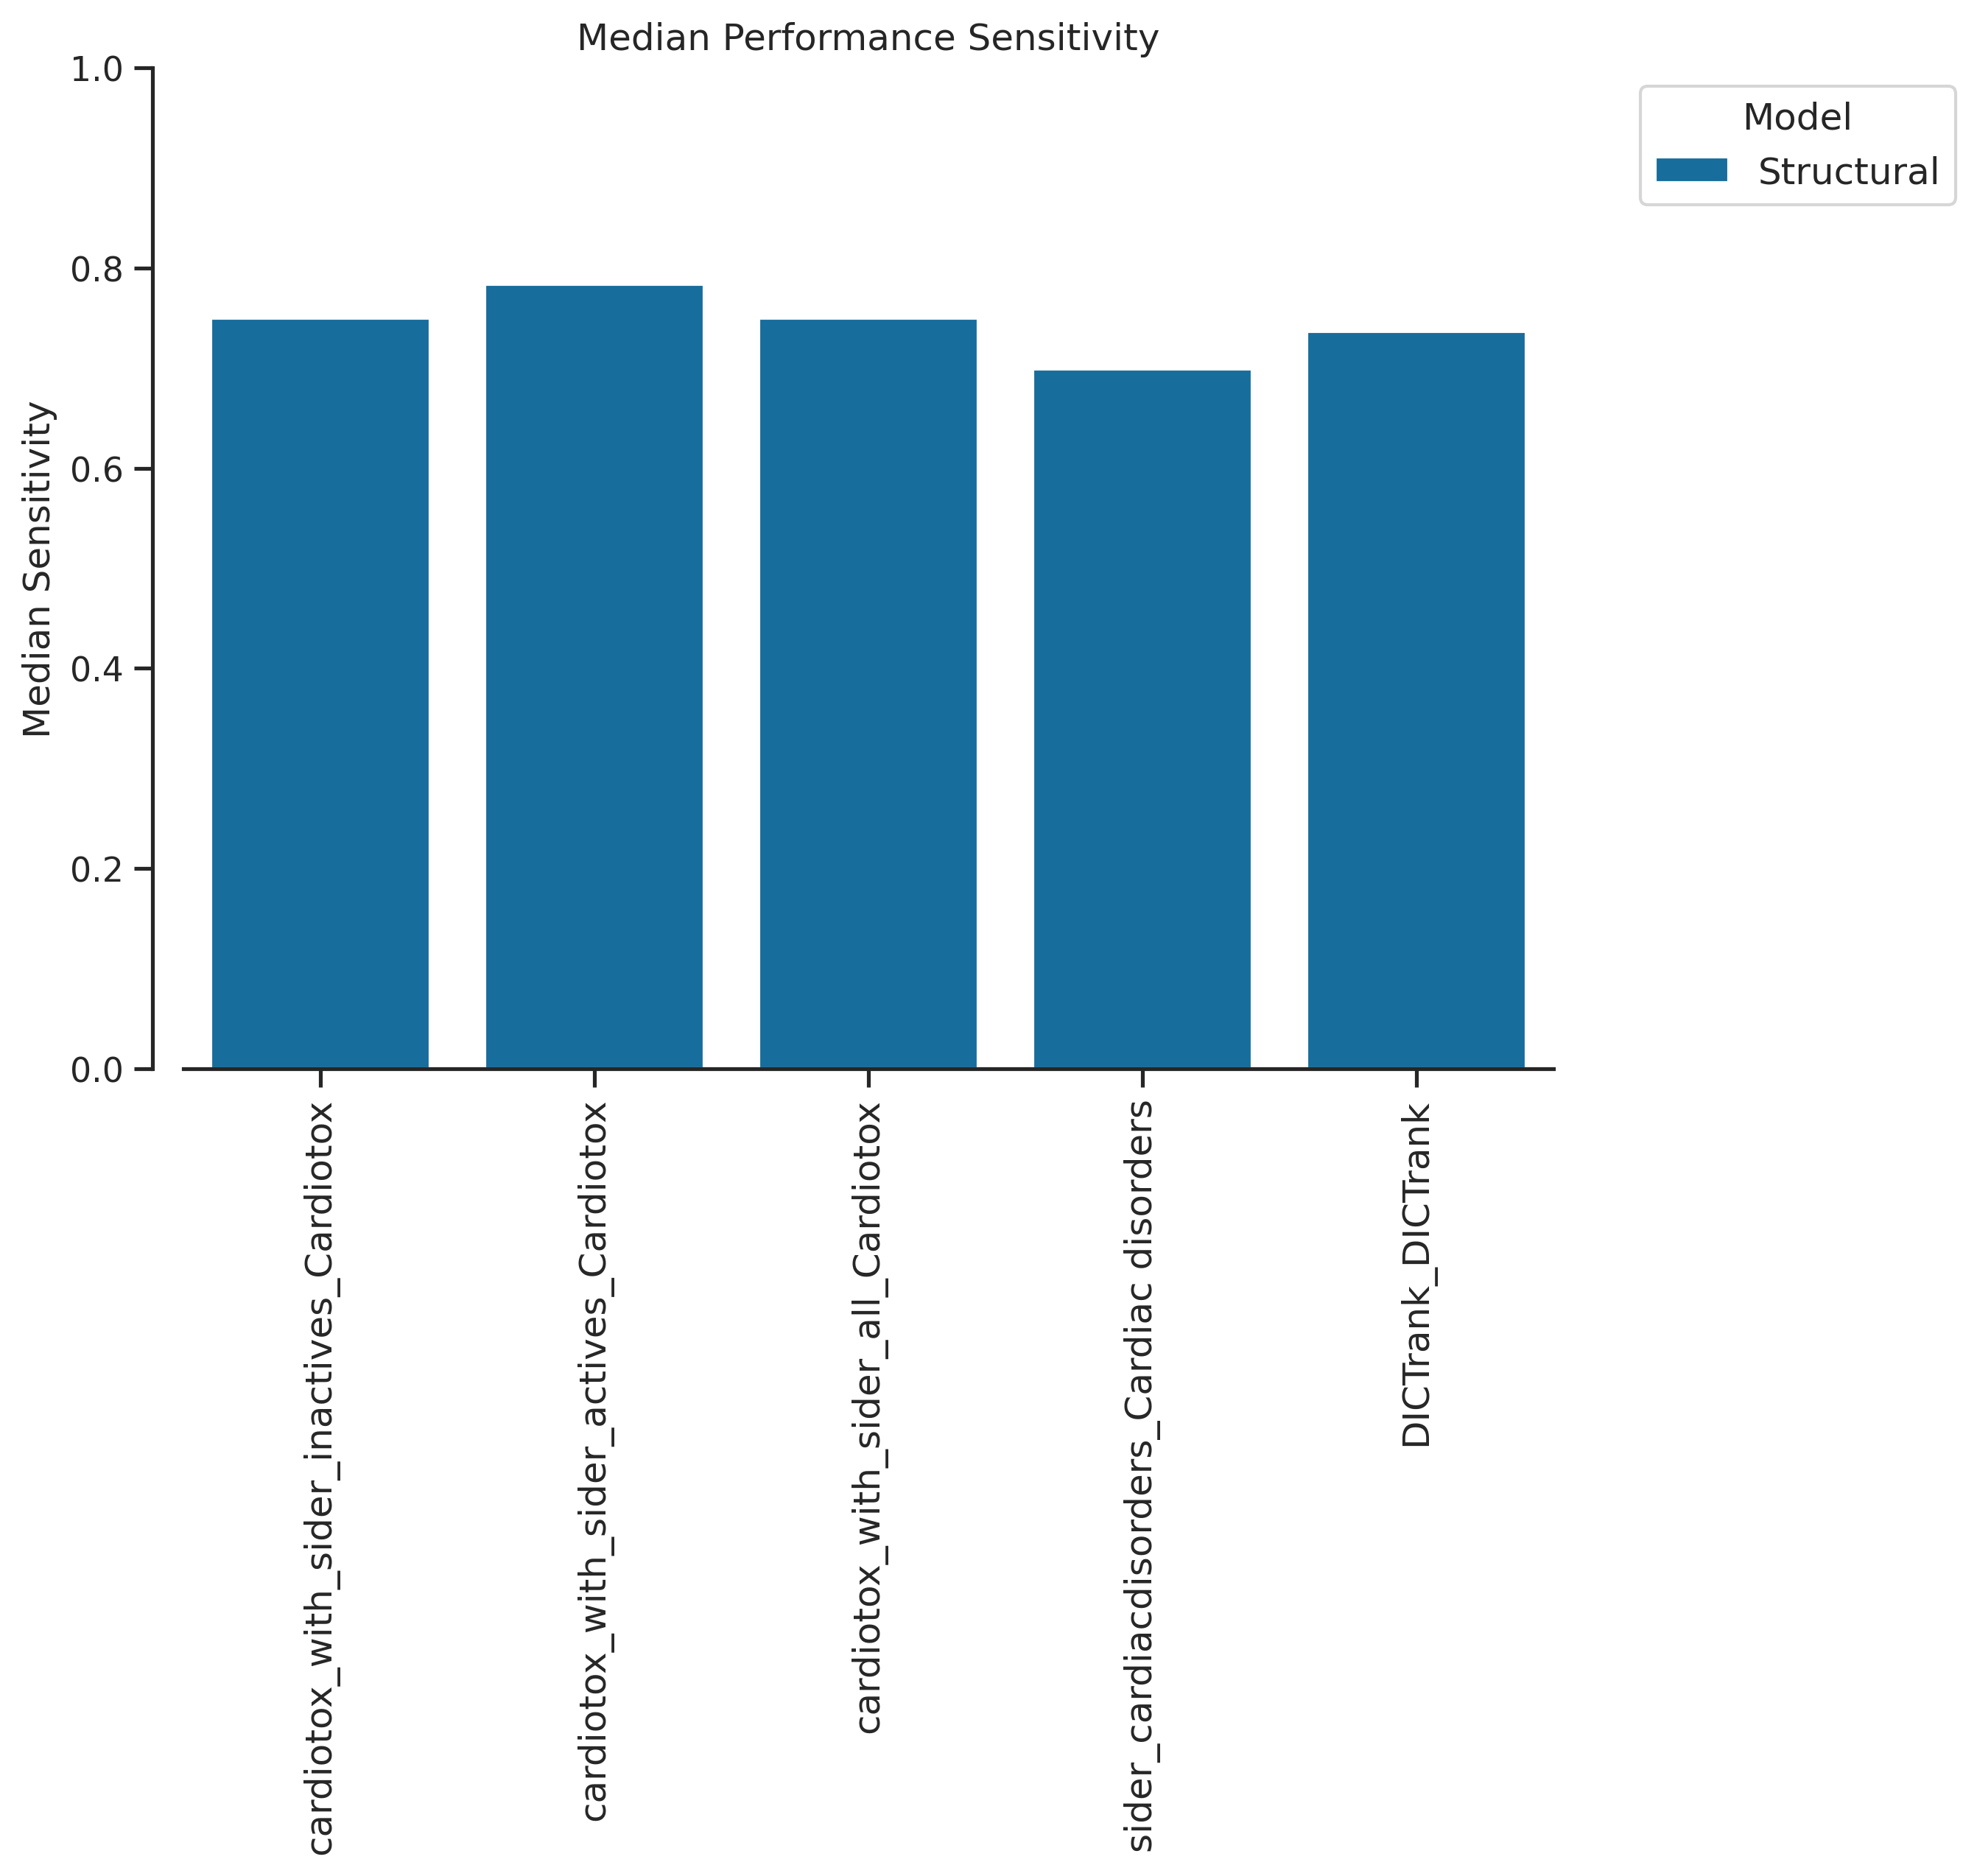 Median Performance Sensitivity
1.0
0.8
0.6
0.4
0.2
0.0
Median Sensitivity
Model
Structural
cardiotox_with_sider_inactives_Cardiotox
cardiotox_with_sider_actives_Cardiotox
cardiotox_with_sider_all_Cardiotox
sider_cardiacdisorders_Cardiac disorders
DICTrank_DICTrank